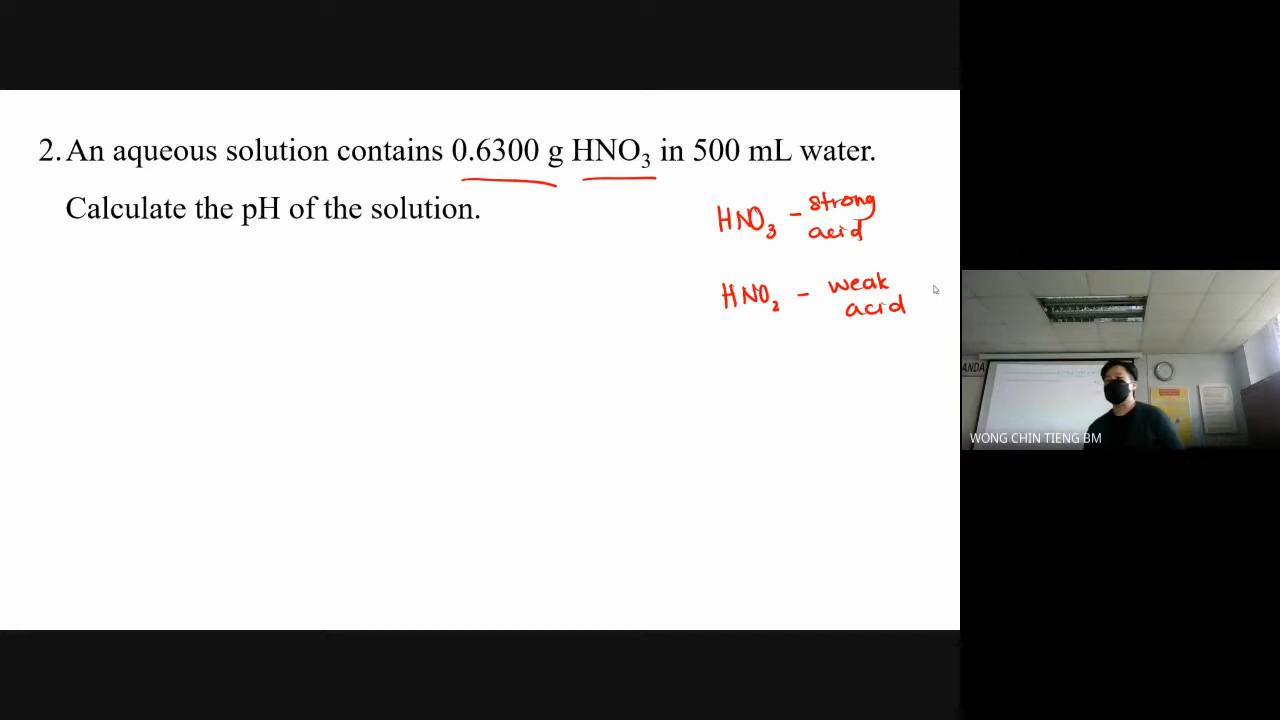 2. An aqueous solution contains 0.6300 g HNO₃ in 500 mL water.
Calculate the pH of the solution.
HNO₃ - strong
acid
HNO₂ - weak
acid
ANDA
WONG CHIN TIENG BM